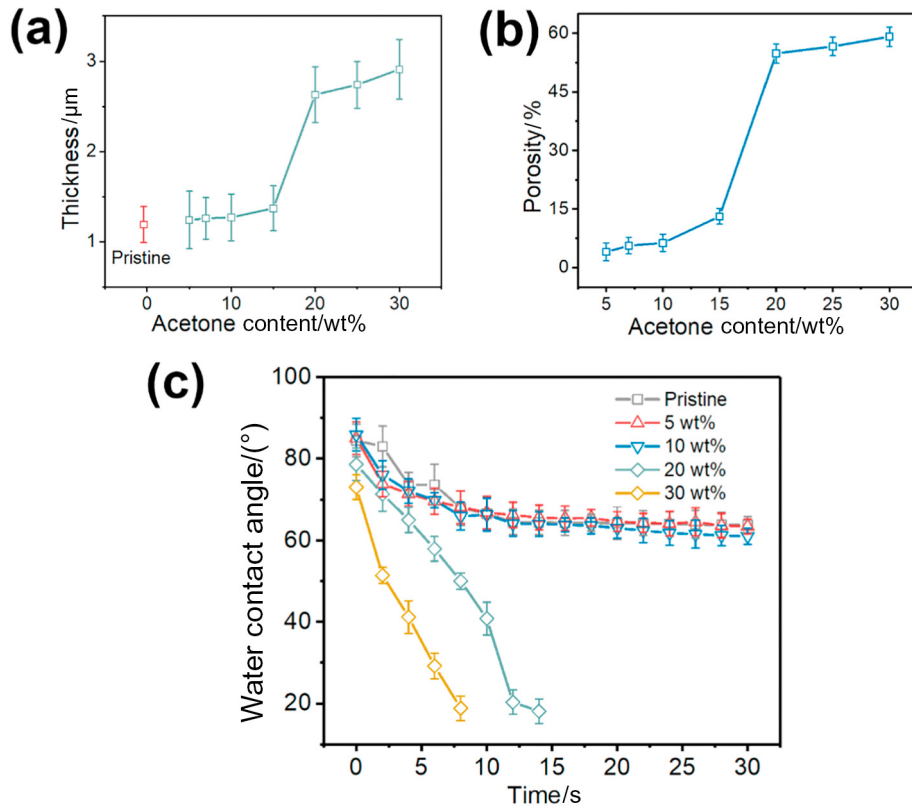 (a)
Thickness/μm
3
2
1
Pristine
0 10 20 30
Acetone content/wt%
(b)
Porosity/%
60
45
30
15
0
5 10 15 20 25 30
Acetone content/wt%
(c)
Water contact angle/(°)
100
80
60
40
20
Pristine
5 wt%
10 wt%
20 wt%
30 wt%
0 5 10 15 20 25 30
Time/s